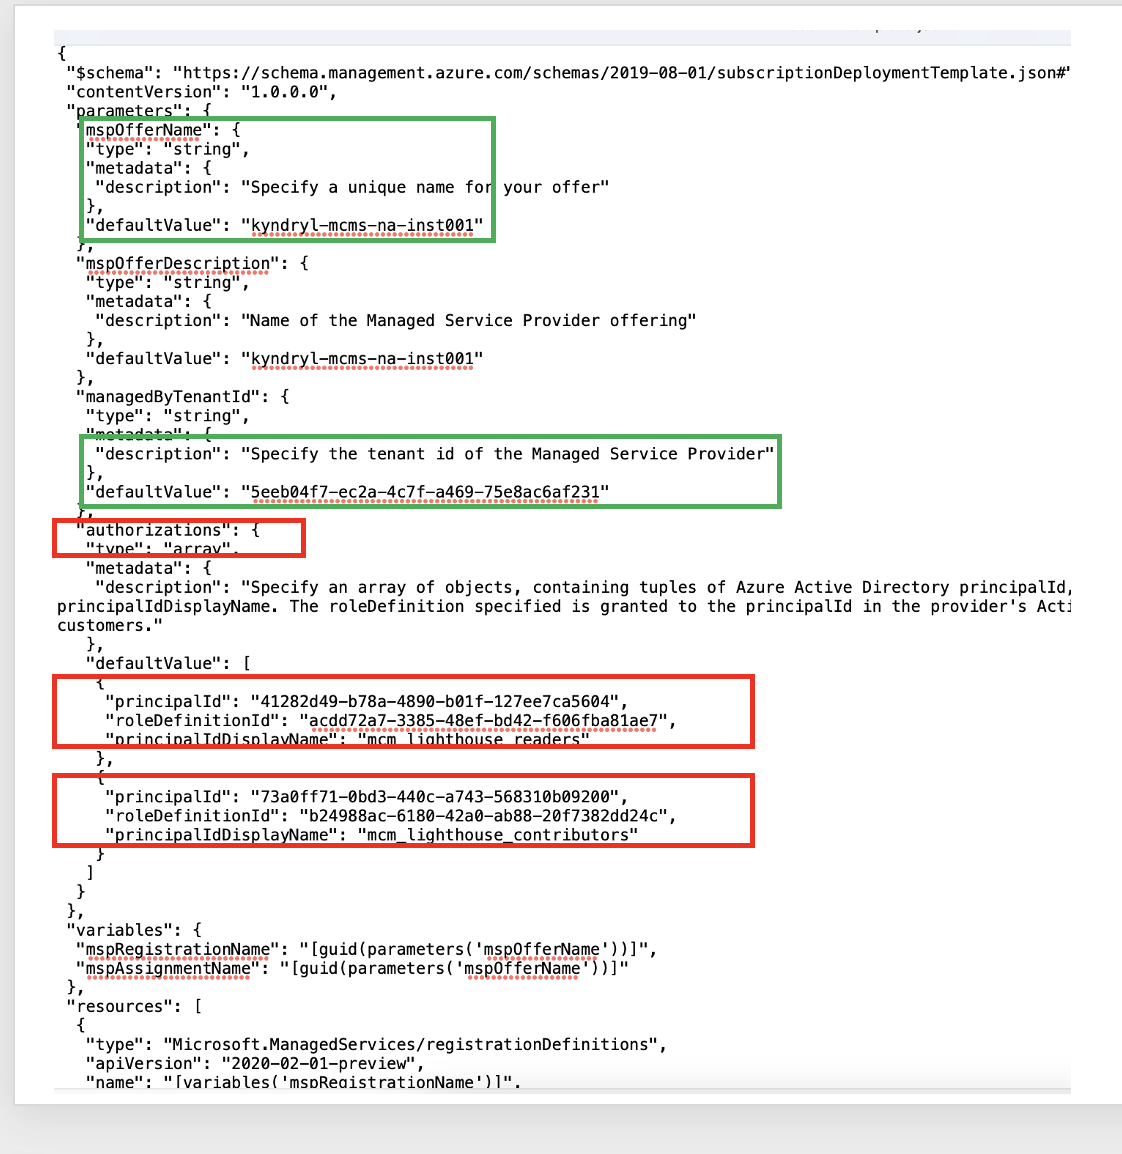 {
"$schema": "https://schema.management.azure.com/schemas/2019-08-01/subscriptionDeploymentTemplate.json#"
"contentVersion": "1.0.0.0",
"parameters": {
"mspOfferName": {
"type": "string",
"metadata": {
"description": "Specify a unique name for your offer"
},
"defaultValue": "kyndryl-mcms-na-inst001"
},
"mspOfferDescription": {
"type": "string",
"metadata": {
"description": "Name of the Managed Service Provider offering"
},
"defaultValue": "kyndryl-mcms-na-inst001"
},
"managedByTenantId": {
"type": "string",
"metadata": {
"description": "Specify the tenant id of the Managed Service Provider"
},
"defaultValue": "5eeb04f7-ec2a-4c7f-a469-75e8ac6af231"
},
"authorizations": {
"type": "array",
"metadata": {
"description": "Specify an array of objects, containing tuples of Azure Active Directory principalId,
principalIdDisplayName. The roleDefinition specified is granted to the principalId in the provider's Acti
customers."
},
"defaultValue": [
{
"principalId": "41282d49-b78a-4890-b01f-127ee7ca5604",
"roleDefinitionId": "acdd72a7-3385-48ef-bd42-f606fba81ae7",
"principalIdDisplayName": "mcm_lighthouse_readers"
},
{
"principalId": "73a0ff71-0bd3-440c-a743-568310b09200",
"roleDefinitionId": "b24988ac-6180-42a0-ab88-20f7382dd24c",
"principalIdDisplayName": "mcm_lighthouse_contributors"
}
]
}
},
"variables": {
"mspRegistrationName": "[guid(parameters('mspOfferName'))]",
"mspAssignmentName": "[guid(parameters('mspOfferName'))]"
},
"resources": [
{
"type": "Microsoft.ManagedServices/registrationDefinitions",
"apiVersion": "2020-02-01-preview",
"name": "[variables('mspRegistrationName')]",